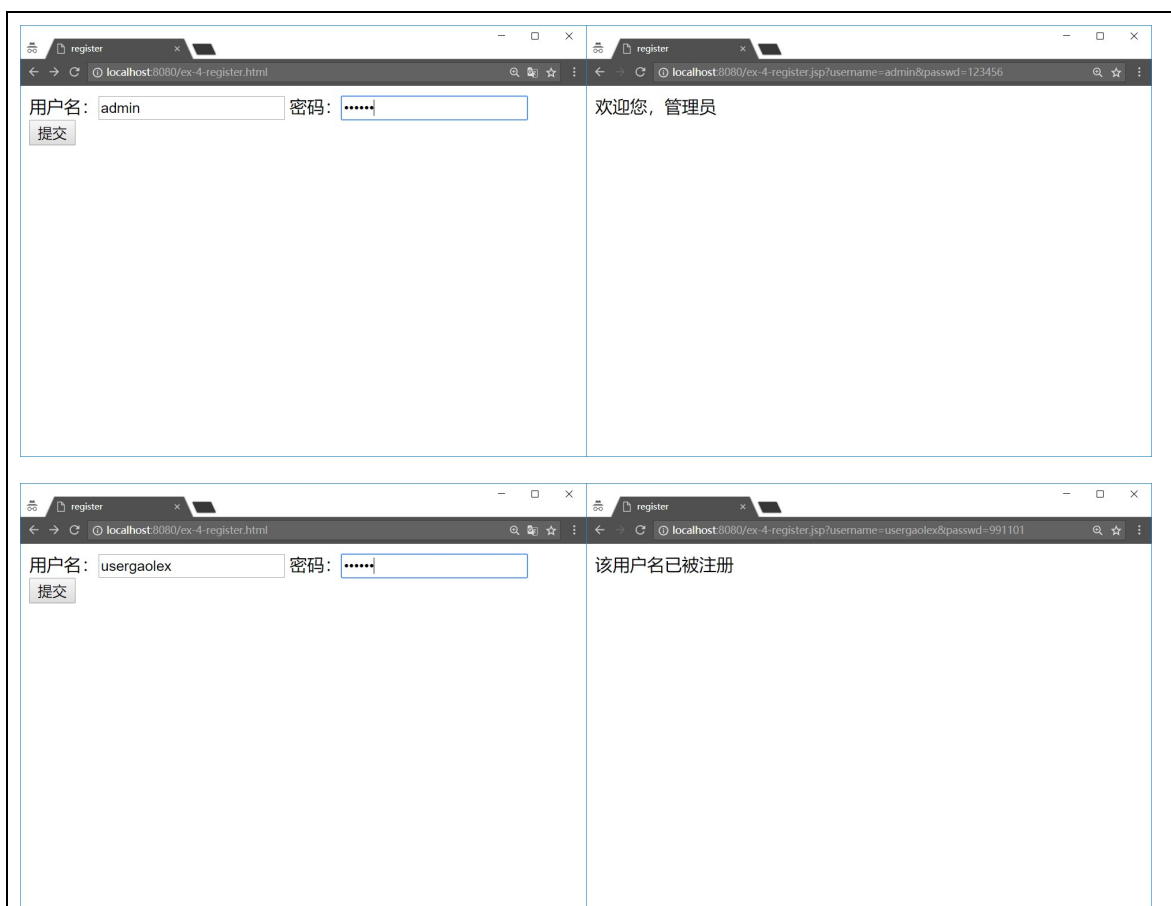 register
localhost:8080/ex-4-register.html
用户名： admin 密码： ••••••
提交
register
localhost:8080/ex-4-register.jsp?username=admin&passwd=123456
欢迎您，管理员
register
localhost:8080/ex-4-register.html
用户名： usergaolex 密码： ••••••
提交
register
localhost:8080/ex-4-register.jsp?username=usergaolex&passwd=991101
该用户名已被注册